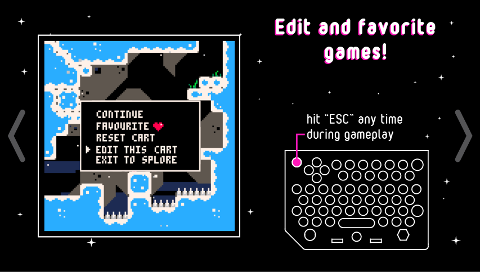 Edit and favorite
games!
CONTINUE
FAVOURITE
RESET CART
EDIT THIS CART
EXIT TO SPLORE
hit "ESC" any time
during gameplay